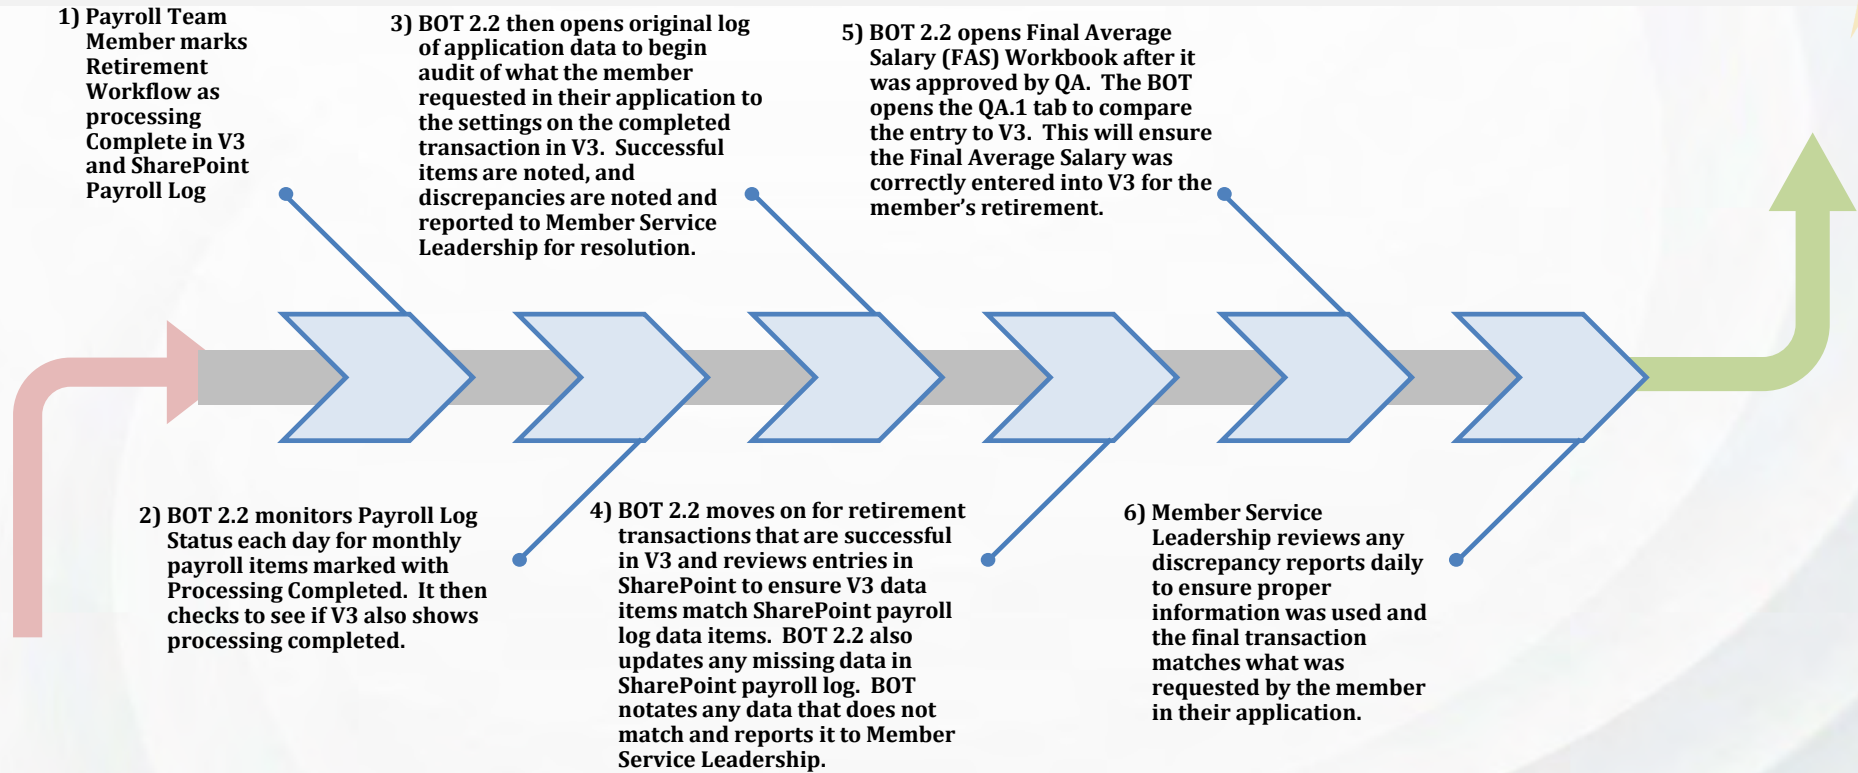 1) Payroll Team
Member marks
Retirement
Workflow as
processing
Complete in V3
and SharePoint
Payroll Log
2) BOT 2.2 monitors Payroll Log
Status each day for monthly
payroll items marked with
Processing Completed.  It then
checks to see if V3 also shows
processing completed.
3) BOT 2.2 then opens original log
of application data to begin
audit of what the member
requested in their application to
the settings on the completed
transaction in V3.  Successful
items are noted, and
discrepancies are noted and
reported to Member Service
Leadership for resolution.
4) BOT 2.2 moves on for retirement
transactions that are successful
in V3 and reviews entries in
SharePoint to ensure V3 data
items match SharePoint payroll
log data items.  BOT 2.2 also
updates any missing data in
SharePoint payroll log.  BOT
notates any data that does not
match and reports it to Member
Service Leadership.
5) BOT 2.2 opens Final Average
Salary (FAS) Workbook after it
was approved by QA.  The BOT
opens the QA.1 tab to compare
the entry to V3.  This will ensure
the Final Average Salary was
correctly entered into V3 for the
member’s retirement.
6) Member Service
Leadership reviews any
discrepancy reports daily
to ensure proper
information was used and
the final transaction
matches what was
requested by the member
in their application.